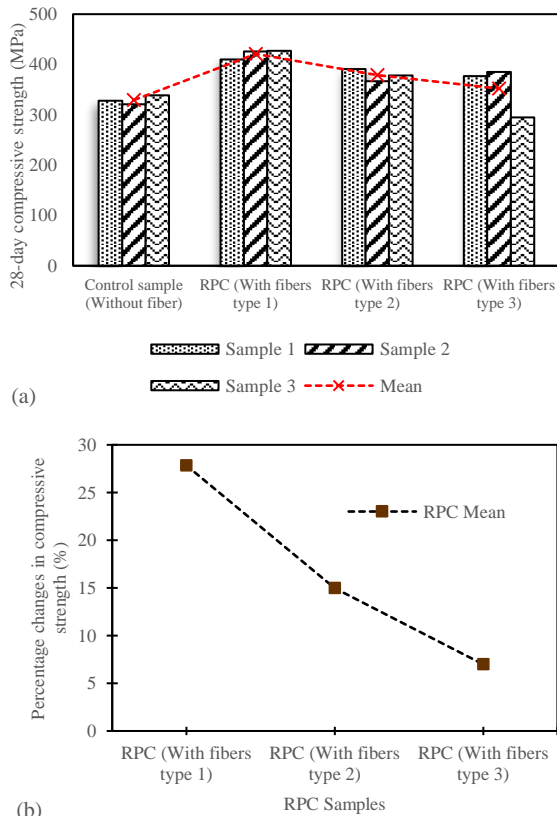 28-day compressive strength (MPa)
500
400
300
200
100
0
Control sample
(Without fiber)
RPC (With fibers
type 1)
RPC (With fibers
type 2)
RPC (With fibers
type 3)
Sample 1
Sample 2
Sample 3
Mean
(a)
Percentage changes in compressive
strength (%)
30
25
20
15
10
5
0
RPC Mean
RPC (With fibers
type 1)
RPC (With fibers
type 2)
RPC (With fibers
type 3)
RPC Samples
(b)